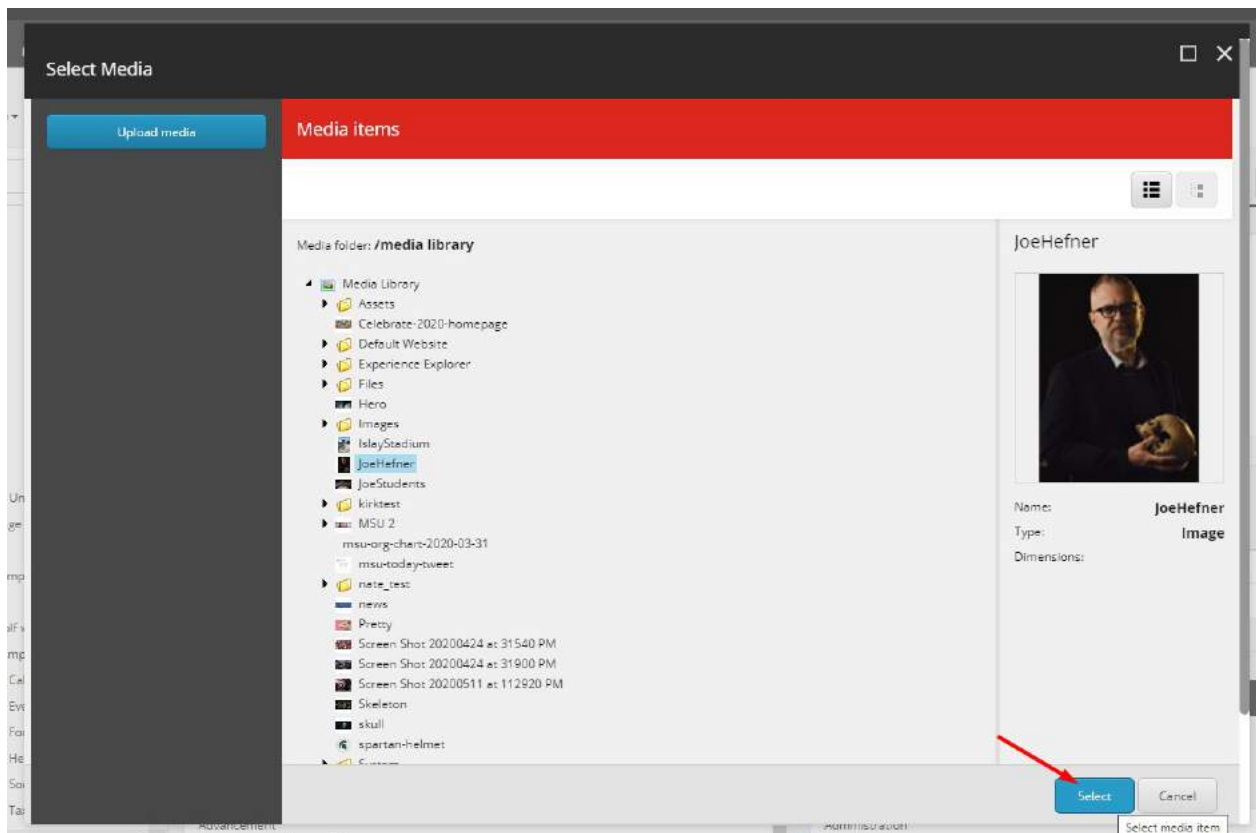 Select Media
Upload media
Media items
Media folder: /media library
Media Library
Assets
Celebrate-2020-homepage
Default Website
Experience Explorer
Files
Hero
Images
IslayStadium
JoeHefner
JoeStudents
kirktest
MSU 2
msu-org-chart-2020-03-31
msu-today-tweet
nate_test
news
Pretty
Screen Shot 20200424 at 31540 PM
Screen Shot 20200424 at 31900 PM
Screen Shot 20200511 at 112920 PM
Skeleton
skull
spartan-helmet
System
JoeHefner
Name: JoeHefner
Type: Image
Dimensions:
Select
Cancel
Select media item
Advancement
Administration